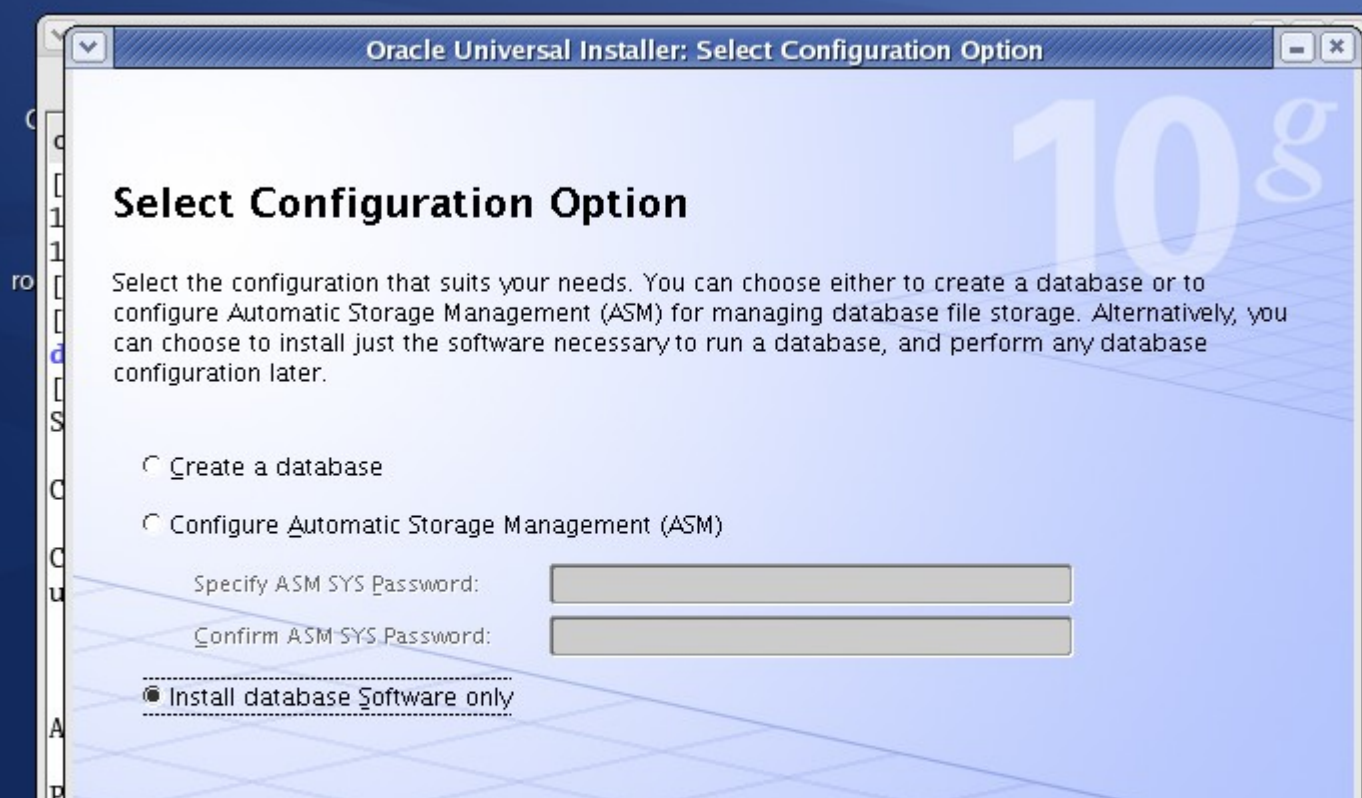 Oracle Universal Installer: Select Configuration Option
10g
Select Configuration Option
Select the configuration that suits your needs. You can choose either to create a database or to
configure Automatic Storage Management (ASM) for managing database file storage. Alternatively, you
can choose to install just the software necessary to run a database, and perform any database
configuration later.
Create a database
Configure Automatic Storage Management (ASM)
Specify ASM SYS Password:
Confirm ASM SYS Password:
Install database Software only
ro
[
1
1
[
[
d
[
S
C
C
u
A